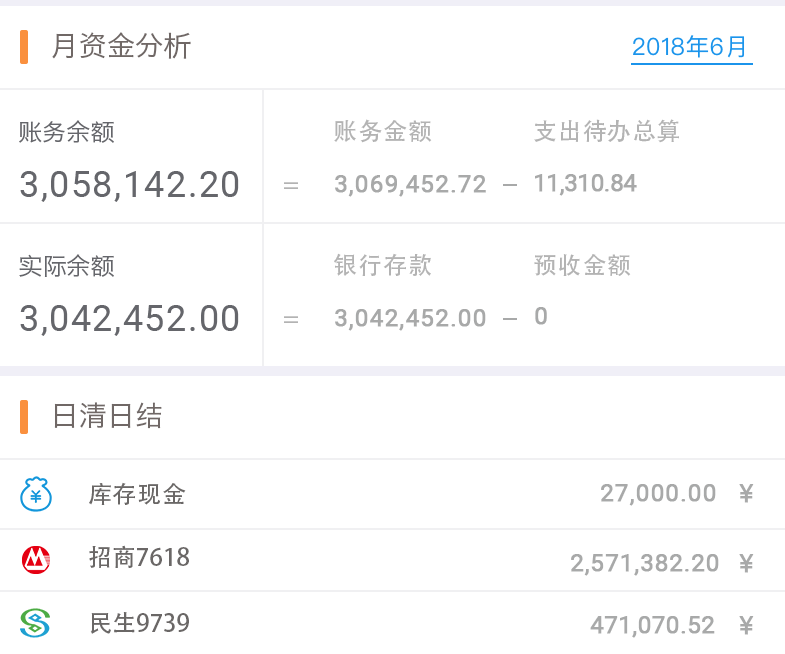 月资金分析 2018年6月
账务余额 账务金额 支出待办总算
3,058,142.20 = 3,069,452.72 – 11,310.84
实际余额 银行存款 预收金额
3,042,452.00 = 3,042,452.00 – 0
日清日结
库存现金 27,000.00 ¥
招商7618 2,571,382.20 ¥
民生9739 471,070.52 ¥